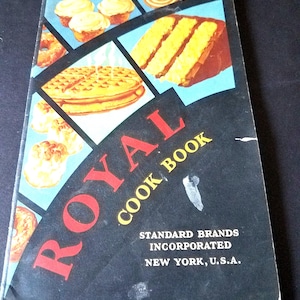 ROYAL
COOK BOOK
STANDARD BRANDS
INCORPORATED
NEW YORK, U.S.A.